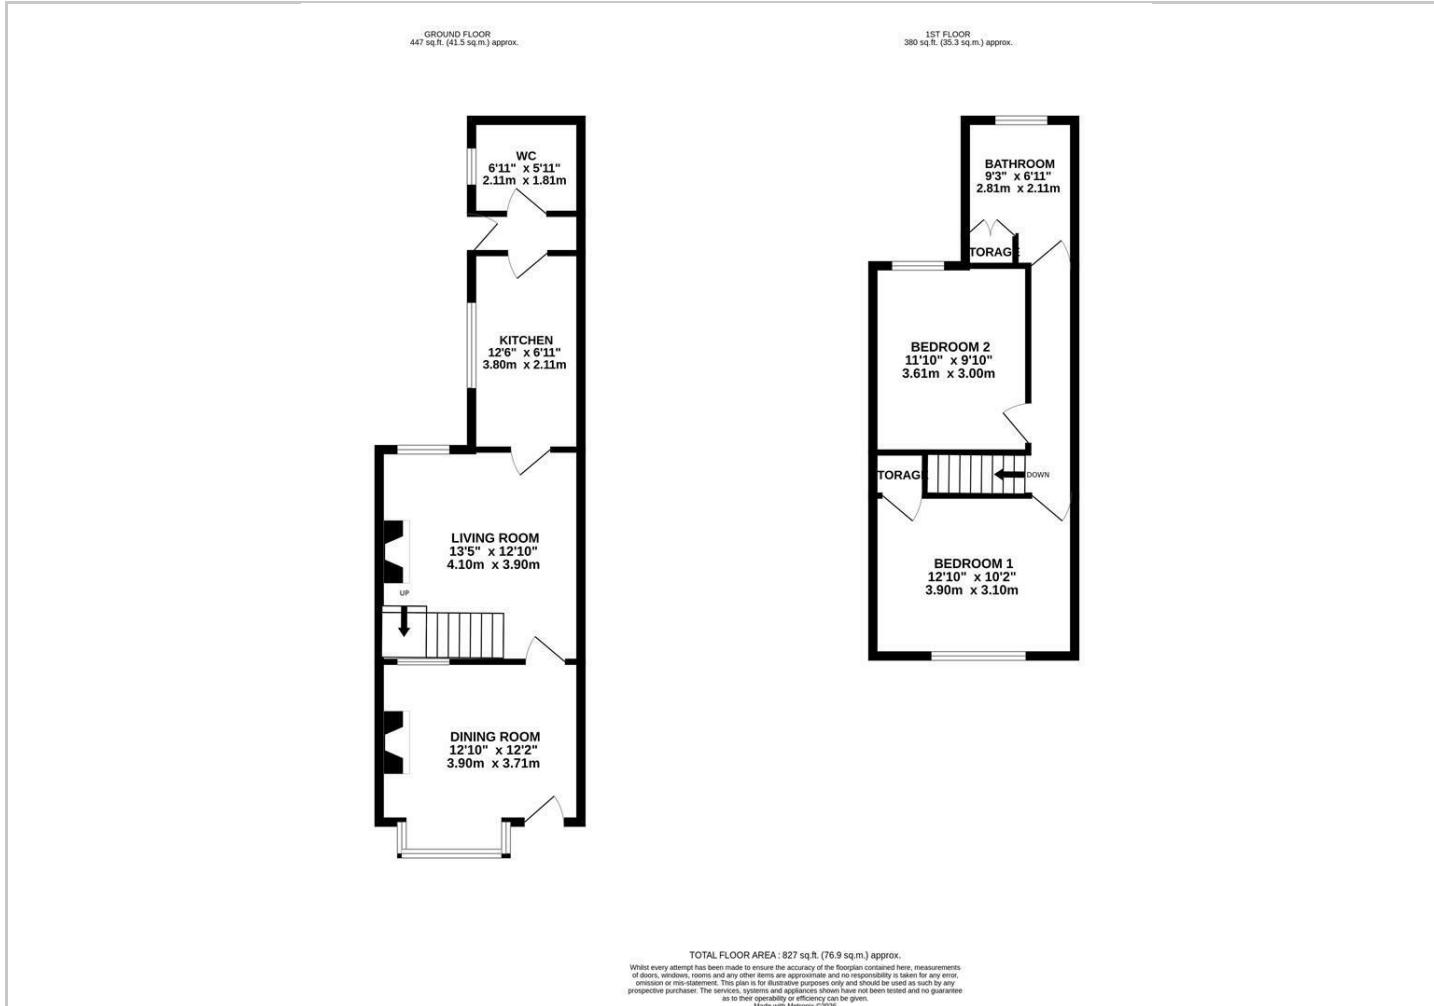 GROUND FLOOR
447 sq.ft. (41.5 sq.m.) approx.
1ST FLOOR
380 sq.ft. (35.3 sq.m.) approx.
WC
6'11" x 5'11"
2.11m x 1.81m
KITCHEN
12'6" x 6'11"
3.80m x 2.11m
LIVING ROOM
13'5" x 12'10"
4.10m x 3.90m
UP
DINING ROOM
12'10" x 12'2"
3.90m x 3.71m
BATHROOM
9'3" x 6'11"
2.81m x 2.11m
TORAGE
BEDROOM 2
11'10" x 9'10"
3.61m x 3.00m
TORAGE
DOWN
BEDROOM 1
12'10" x 10'2"
3.90m x 3.10m
TOTAL FLOOR AREA : 827 sq.ft. (76.9 sq.m.) approx.
Whilst every attempt has been made to ensure the accuracy of the floorplan contained here, measurements
of doors, windows, rooms and any other items are approximate and no responsibility is taken for any error,
omission or mis-statement. This plan is for illustrative purposes only and should be used as such by any
prospective purchaser. The services, systems and appliances shown have not been tested and no guarantee
as to their operability or efficiency can be given.
Made with Metropix ©2026